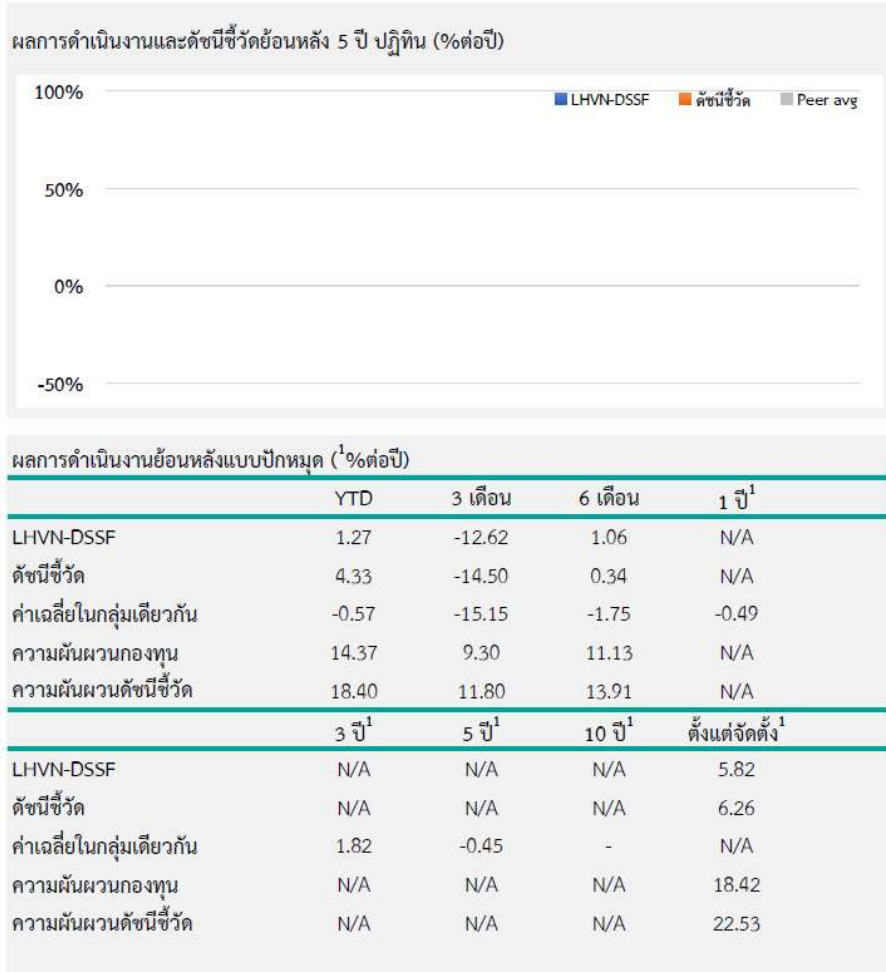 ผลการดำเนินงานและดัชนีชี้วัดย้อนหลัง 5 ปี ปฏิทิน (%ต่อปี)
100%
LHVN-DSSF ดัชนีชี้วัด Peer avg
50%
0%
-50%
ผลการดำเนินงานย้อนหลังแบบปักหมุด (¹%ต่อปี)
YTD 3 เดือน 6 เดือน 1 ปี¹
LHVN-DSSF 1.27 -12.62 1.06 N/A
ดัชนีชี้วัด 4.33 -14.50 0.34 N/A
ค่าเฉลี่ยในกลุ่มเดียวกัน -0.57 -15.15 -1.75 -0.49
ความผันผวนกองทุน 14.37 9.30 11.13 N/A
ความผันผวนดัชนีชี้วัด 18.40 11.80 13.91 N/A
3 ปี¹ 5 ปี¹ 10 ปี¹ ตั้งแต่จัดตั้ง¹
LHVN-DSSF N/A N/A N/A 5.82
ดัชนีชี้วัด N/A N/A N/A 6.26
ค่าเฉลี่ยในกลุ่มเดียวกัน 1.82 -0.45 - N/A
ความผันผวนกองทุน N/A N/A N/A 18.42
ความผันผวนดัชนีชี้วัด N/A N/A N/A 22.53